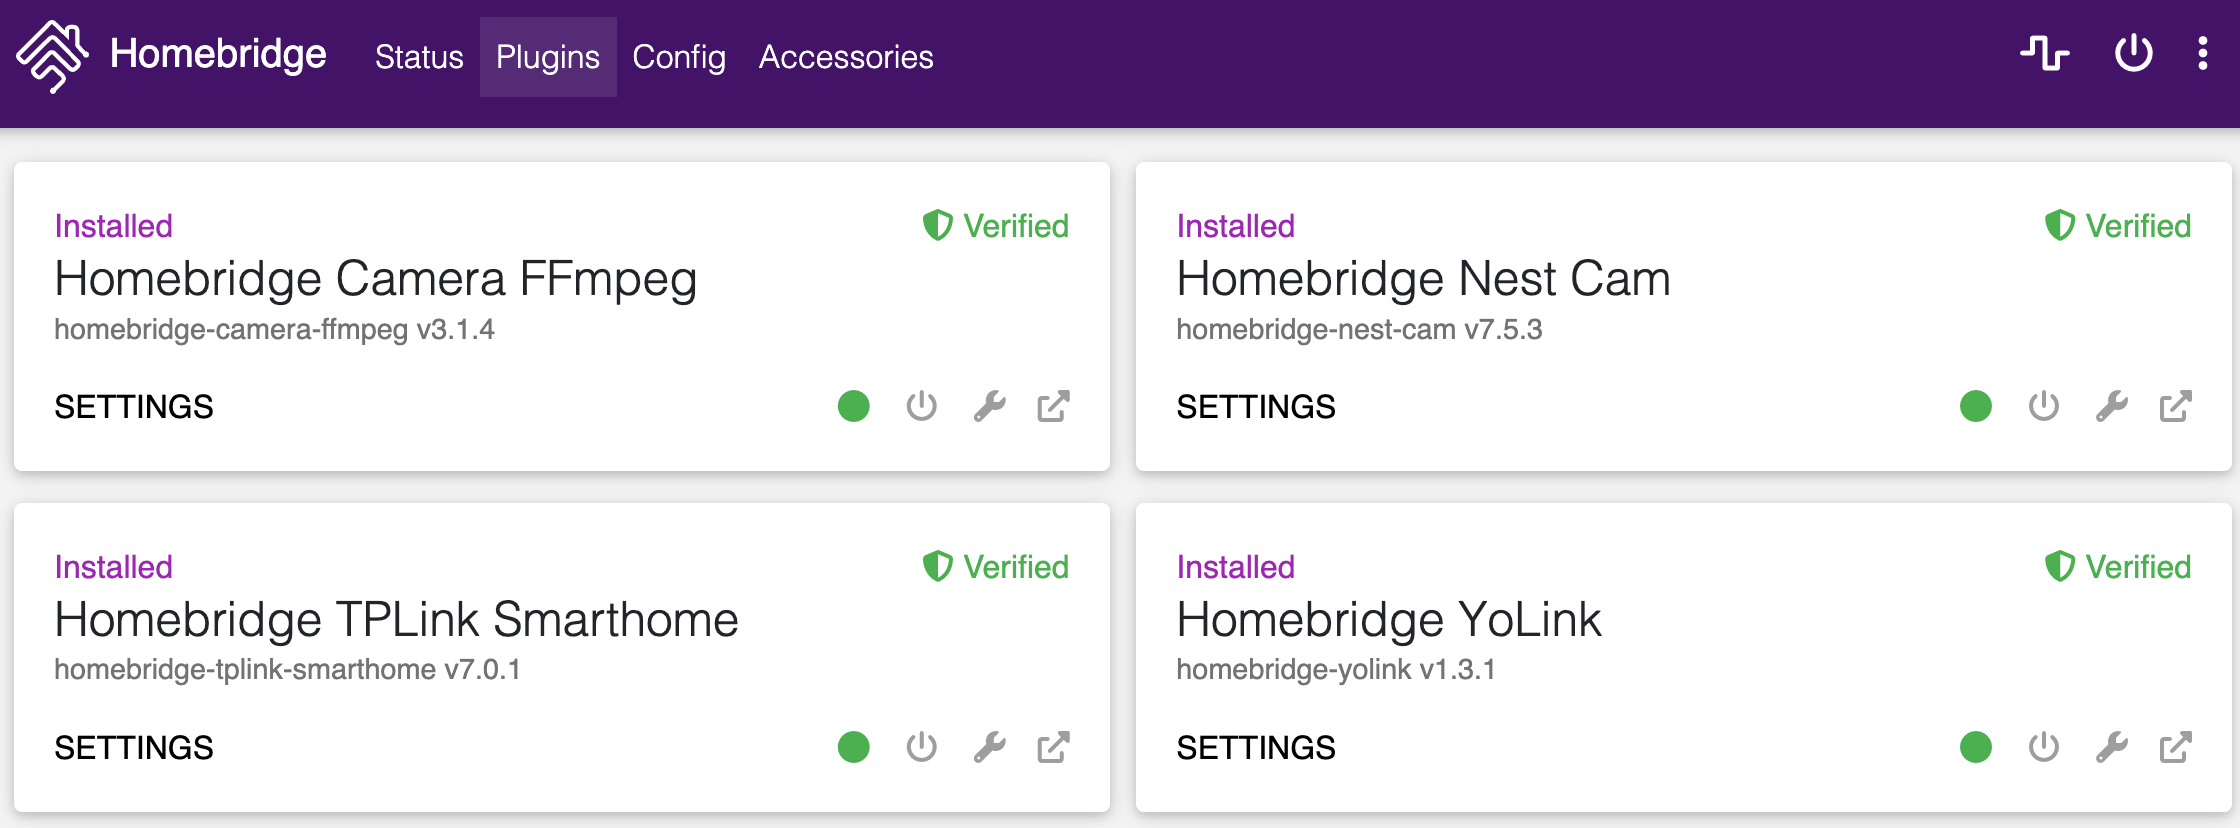 Homebridge Status Plugins Config Accessories
Installed Verified
Homebridge Camera FFmpeg
homebridge-camera-ffmpeg v3.1.4
SETTINGS
Installed Verified
Homebridge Nest Cam
homebridge-nest-cam v7.5.3
SETTINGS
Installed Verified
Homebridge TPLink Smarthome
homebridge-tplink-smarthome v7.0.1
SETTINGS
Installed Verified
Homebridge YoLink
homebridge-yolink v1.3.1
SETTINGS